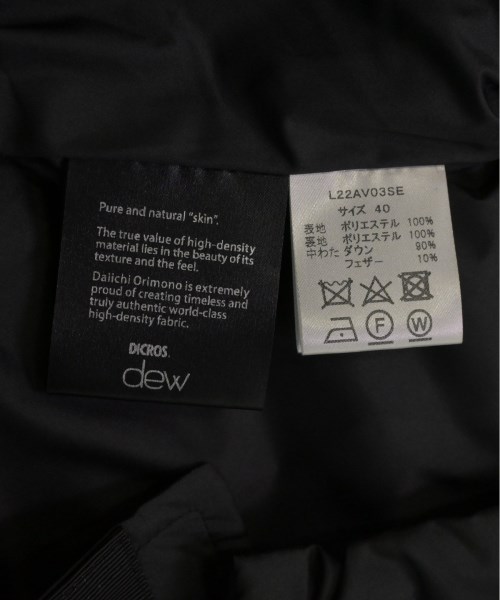 Pure and natural "skin".
The true value of high-density
material lies in the beauty of its
texture and the feel.
Daiichi Orimono is extremely
proud of creating timeless and
truly authentic world-class
high-density fabric.
DICROS®
dew
L22AV03SE
サイズ 40
表地 ポリエステル 100%
裏地 ポリエステル 100%
中わた ダウン 90%
フェザー 10%
F W